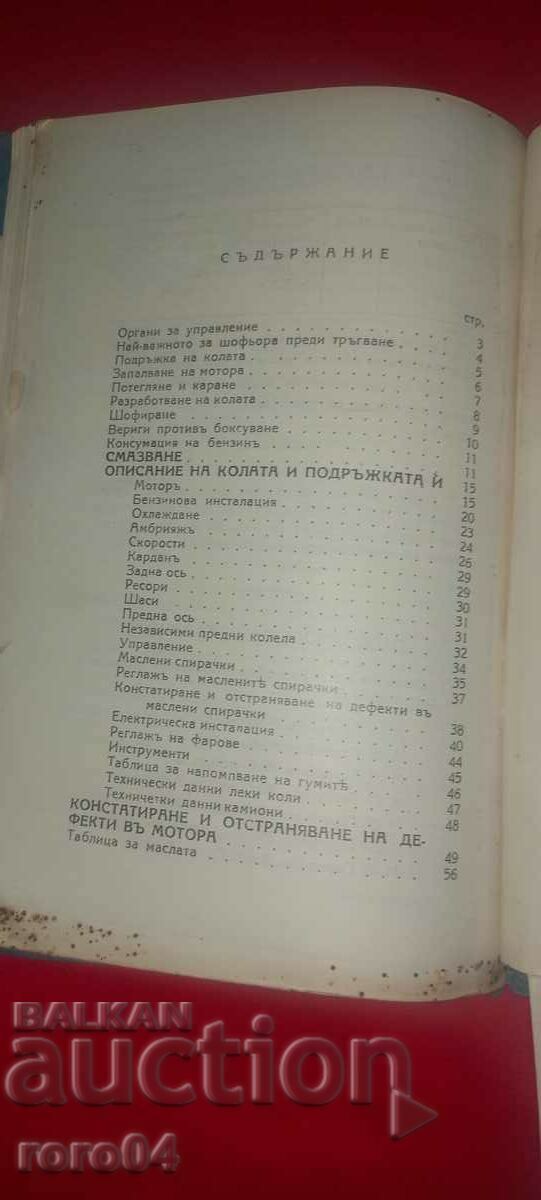 СЪДЪРЖАНИЕ
стр.
Органи за управление . . . . . . . . . . 3
Най-важното за шофьора преди тръгване . . . . 4
Подръжка на колата . . . . . . . . . . 5
Запалване на мотора . . . . . . . . . . 6
Потегляне и каране . . . . . . . . . . 7
Разработване на колата . . . . . . . . . . 8
Шофиране . . . . . . . . . . 9
Вериги противъ боксуване . . . . . . . . . . 10
Консумация на бензинъ . . . . . . . . . . 11
СМАЗВАНЕ . . . . . . . . . . 11
ОПИСАНИЕ НА КОЛАТА И ПОДРЪЖКАТА Й 15
Моторъ . . . . . . . . . . 15
Бензинова инсталация . . . . . . . . . . 20
Охлаждане . . . . . . . . . . 23
Амбрияжъ . . . . . . . . . . 24
Скорости . . . . . . . . . . 26
Карданъ . . . . . . . . . . 29
Задна ось . . . . . . . . . . 29
Ресори . . . . . . . . . . 30
Шаси . . . . . . . . . . 31
Предна ось . . . . . . . . . . 31
Независими предни колела . . . . . . . . . . 32
Управление . . . . . . . . . . 34
Маслени спирачки . . . . . . . . . . 35
Реглажъ на масленитѣ спирачки . . . . . . . 37
Констатиране и отстраняване на дефекти въ
маслени спирачки . . . . . . . . . . 38
Електрическа инсталация . . . . . . . . . . 40
Реглажъ на фарове . . . . . . . . . . 44
Инструменти . . . . . . . . . . 45
Таблица за напомпване на гумитѣ . . . . . . 46
Технически данни леки коли . . . . . . . . 47
Техничетки данни камиони . . . . . . . . 48
КОНСТАТИРАНЕ И ОТСТРАНЯВАНЕ НА ДЕ-
ФЕКТИ ВЪ МОТОРА . . . . . . . . . . 49
Таблица за маслата . . . . . . . . . . 56
BALKAN
auction
roro04